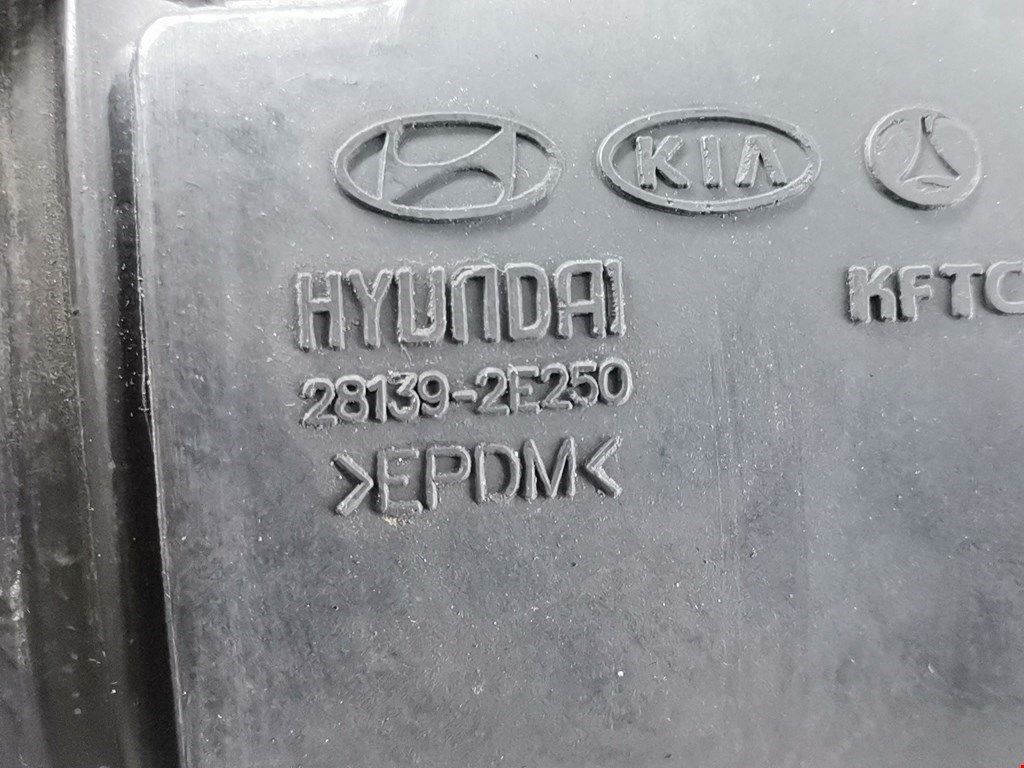 KIA
HYUNDAI
KFTC
28139-2E250
>EPDM<